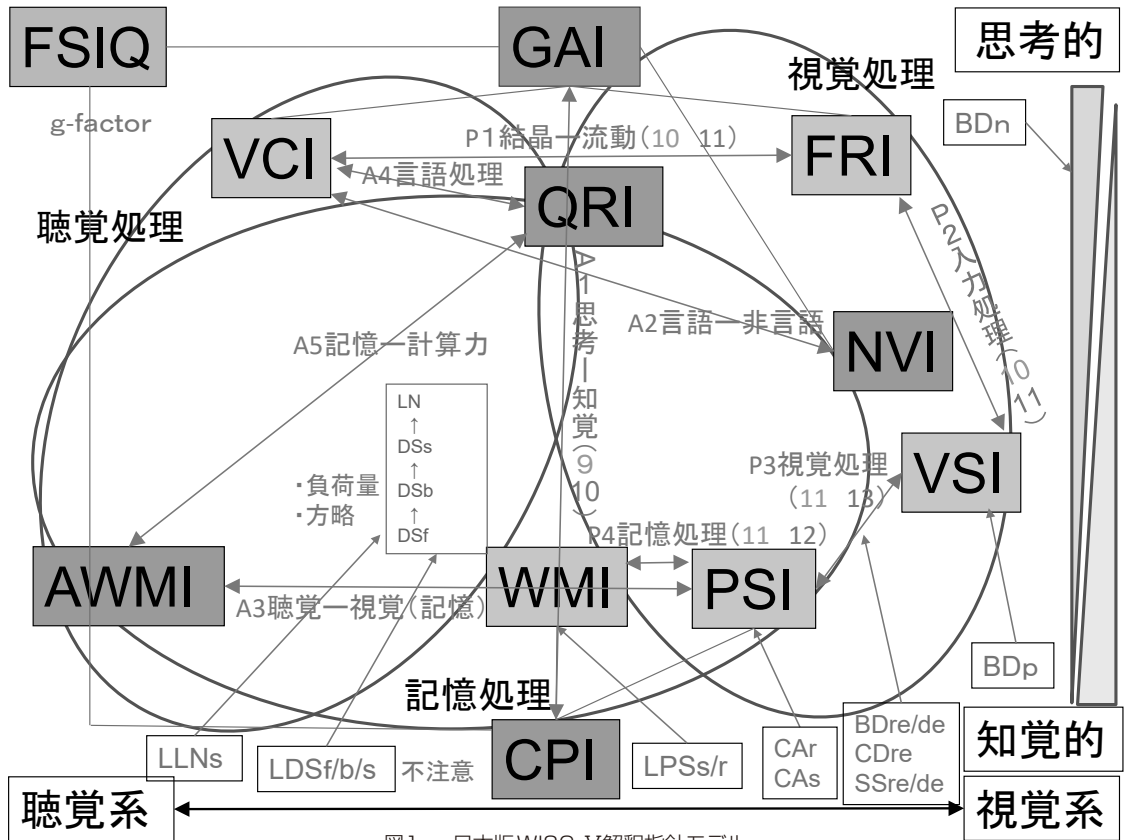 FSIQ
GAI
思考的
視覚処理
g-factor
BDn
VCI
P1結晶ー流動(10 11)
FRI
A4言語処理
QRI
聴覚処理
P2入力処理(10 11)
A1思考ー知覚(9 10)
A2言語ー非言語
A5記憶ー計算力
NVI
LN
↑
DSs
↑
DSb
↑
DSf
・負荷量
・方略
P3視覚処理
(11 13)
VSI
P4記憶処理(11 12)
AWMI
WMI
PSI
A3聴覚ー視覚(記憶)
BDp
記憶処理
CPI
LLNs
LDSf/b/s
不注意
LPSs/r
CAr
CAs
BDre/de
CDre
SSre/de
知覚的
聴覚系
視覚系